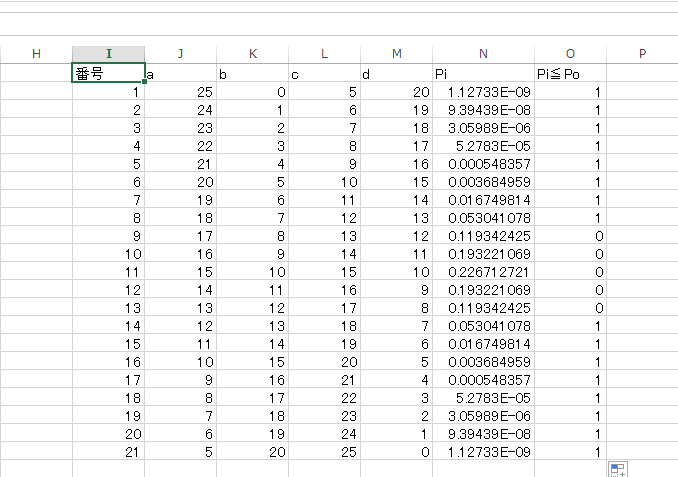 H I J K L M N O P
番号 a b c d Pi Pi≦Po
1 25 0 5 20 1.12733E-09 1
2 24 1 6 19 9.39439E-08 1
3 23 2 7 18 3.05989E-06 1
4 22 3 8 17 5.2783E-05 1
5 21 4 9 16 0.000548357 1
6 20 5 10 15 0.003684959 1
7 19 6 11 14 0.016749814 1
8 18 7 12 13 0.053041078 1
9 17 8 13 12 0.119342425 0
10 16 9 14 11 0.193221069 0
11 15 10 15 10 0.226712721 0
12 14 11 16 9 0.193221069 0
13 13 12 17 8 0.119342425 0
14 12 13 18 7 0.053041078 1
15 11 14 19 6 0.016749814 1
16 10 15 20 5 0.003684959 1
17 9 16 21 4 0.000548357 1
18 8 17 22 3 5.2783E-05 1
19 7 18 23 2 3.05989E-06 1
20 6 19 24 1 9.39439E-08 1
21 5 20 25 0 1.12733E-09 1